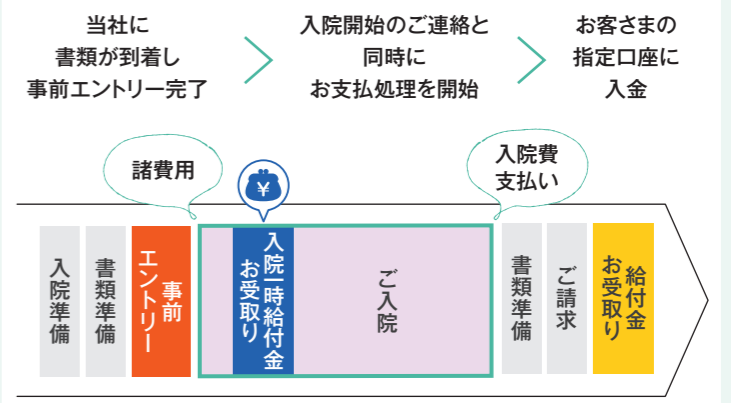 当社に
書類が到着し
事前エントリー完了
入院開始のご連絡と
同時に
お支払処理を開始
お客さまの
指定口座に
入金
諸費用
¥
入院費
支払い
入院準備
書類準備
事前
エントリー
入院一時給付金
お受取り
ご入院
書類準備
ご請求
給付金
お受取り